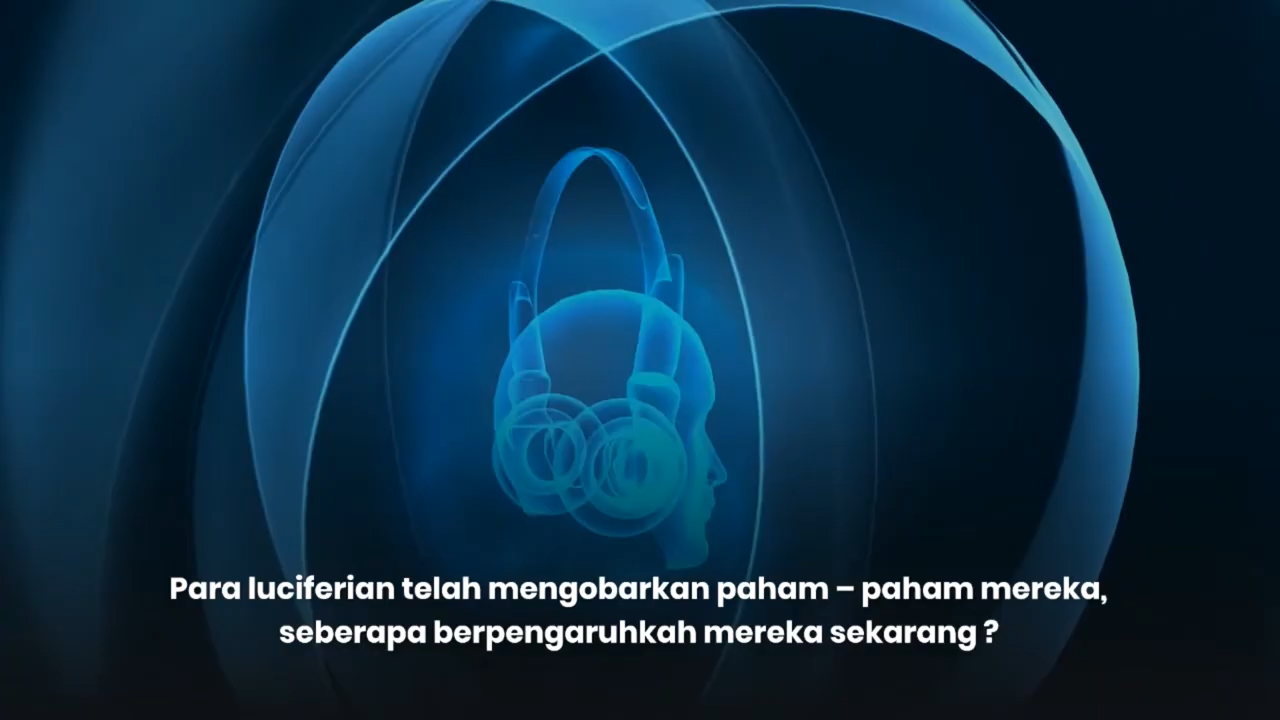 Para luciferian telah mengobarkan paham – paham mereka,
seberapa berpengaruhkah mereka sekarang ?